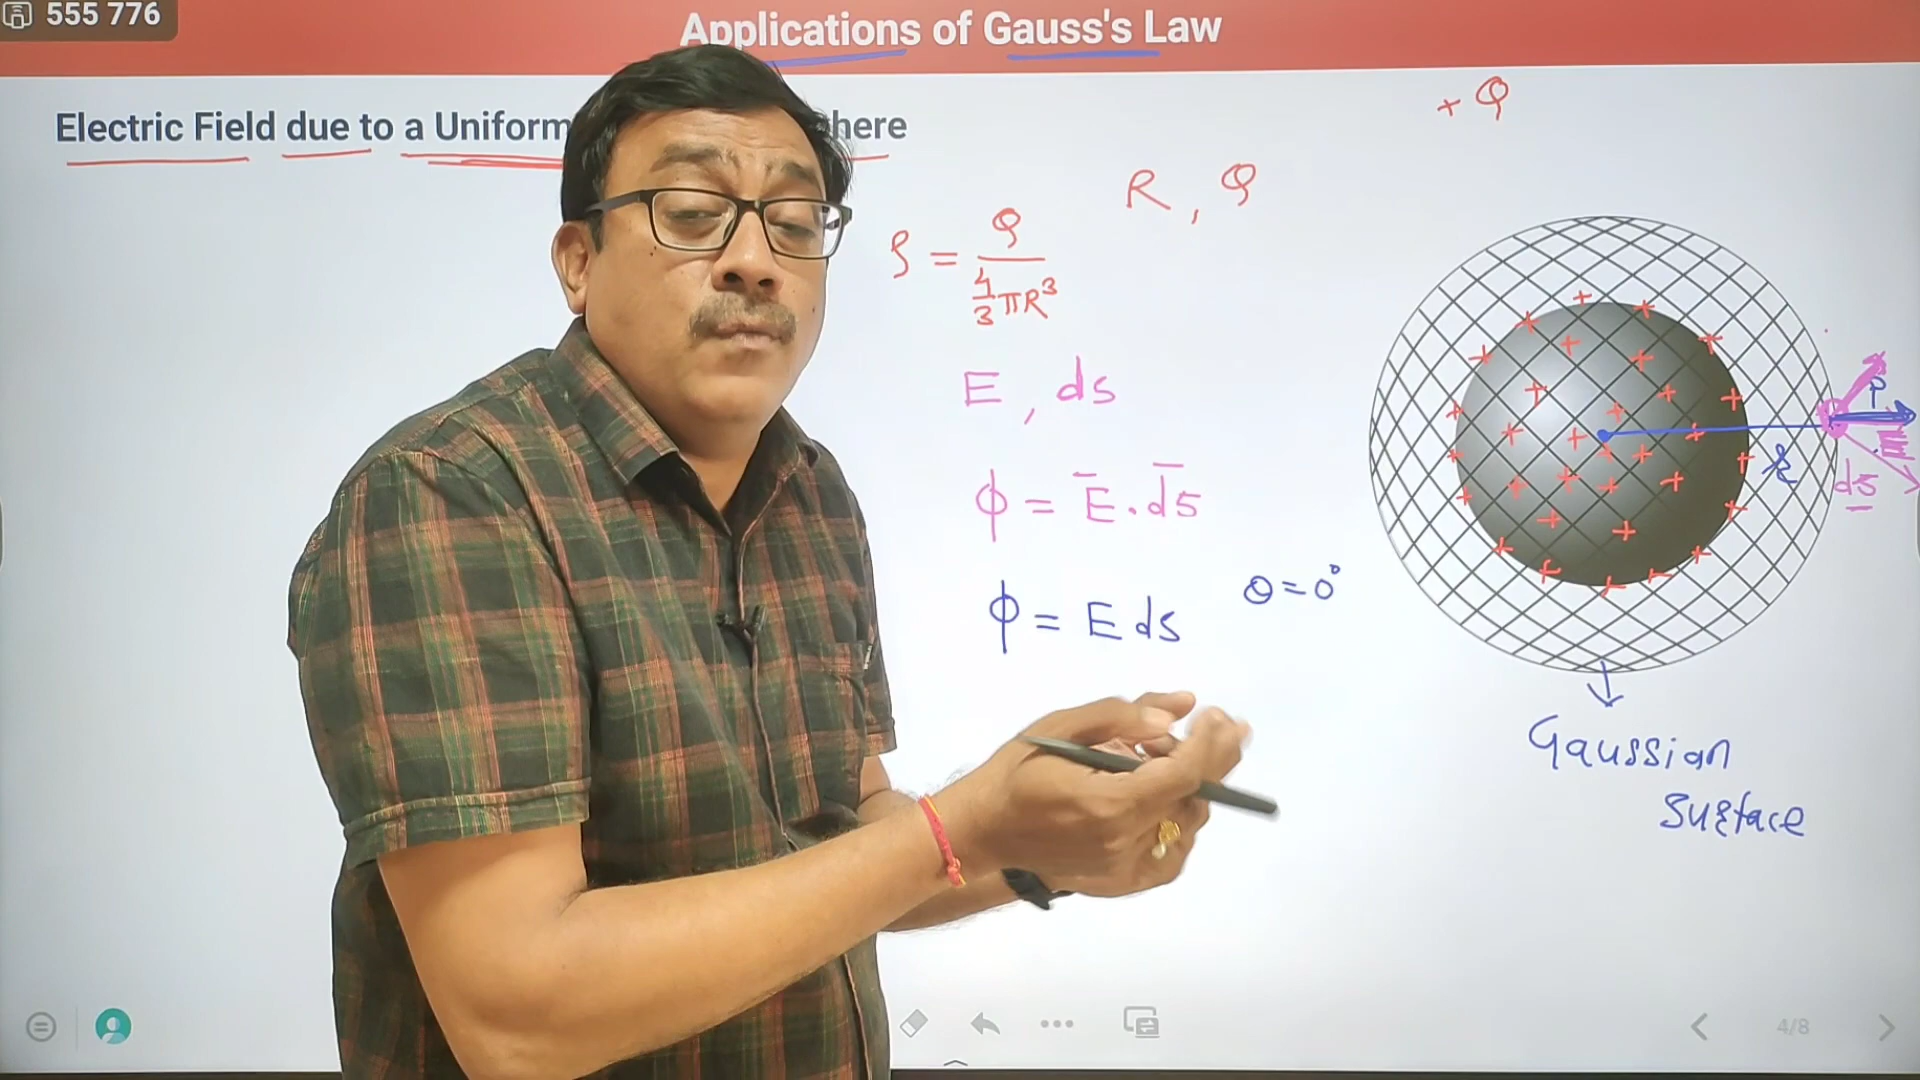 555 776
Applications of Gauss's Law
Electric Field due to a Uniform here
+ Q
R, Q
ρ = Q / 4/3 πR³
E, ds
P
E
r
ds
ϕ = E̅ . d̅s̅
θ = 0°
ϕ = E ds
Gaussian
Surface
4/8